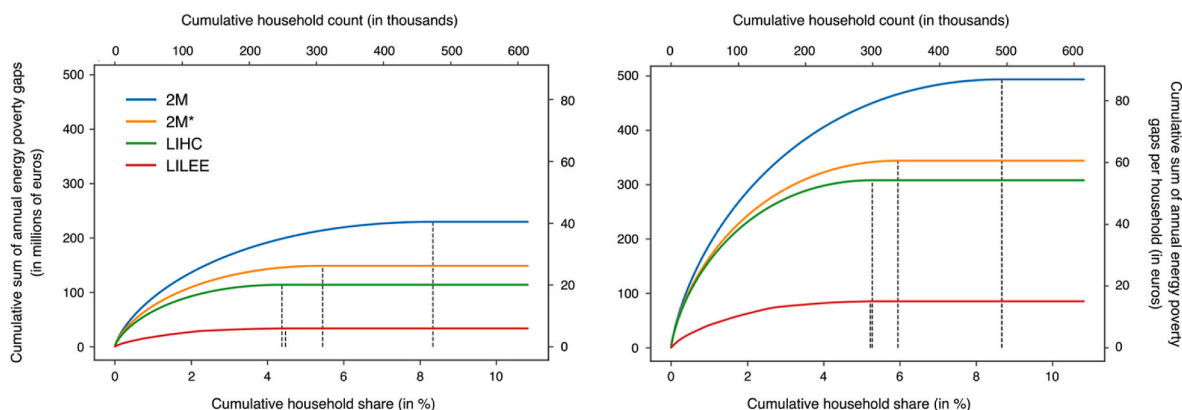 Cumulative household count (in thousands)
0 100 200 300 400 500 600
Cumulative sum of annual energy poverty gaps
(in millions of euros)
500
400
300
200
100
0
2M
2M*
LIHC
LILEE
80
60
40
20
0
0 2 4 6 8 10
Cumulative household share (in %)
Cumulative household count (in thousands)
0 100 200 300 400 500 600
500
400
300
200
100
0
80
60
40
20
0
Cumulative sum of annual energy poverty
gaps per household (in euros)
0 2 4 6 8 10
Cumulative household share (in %)